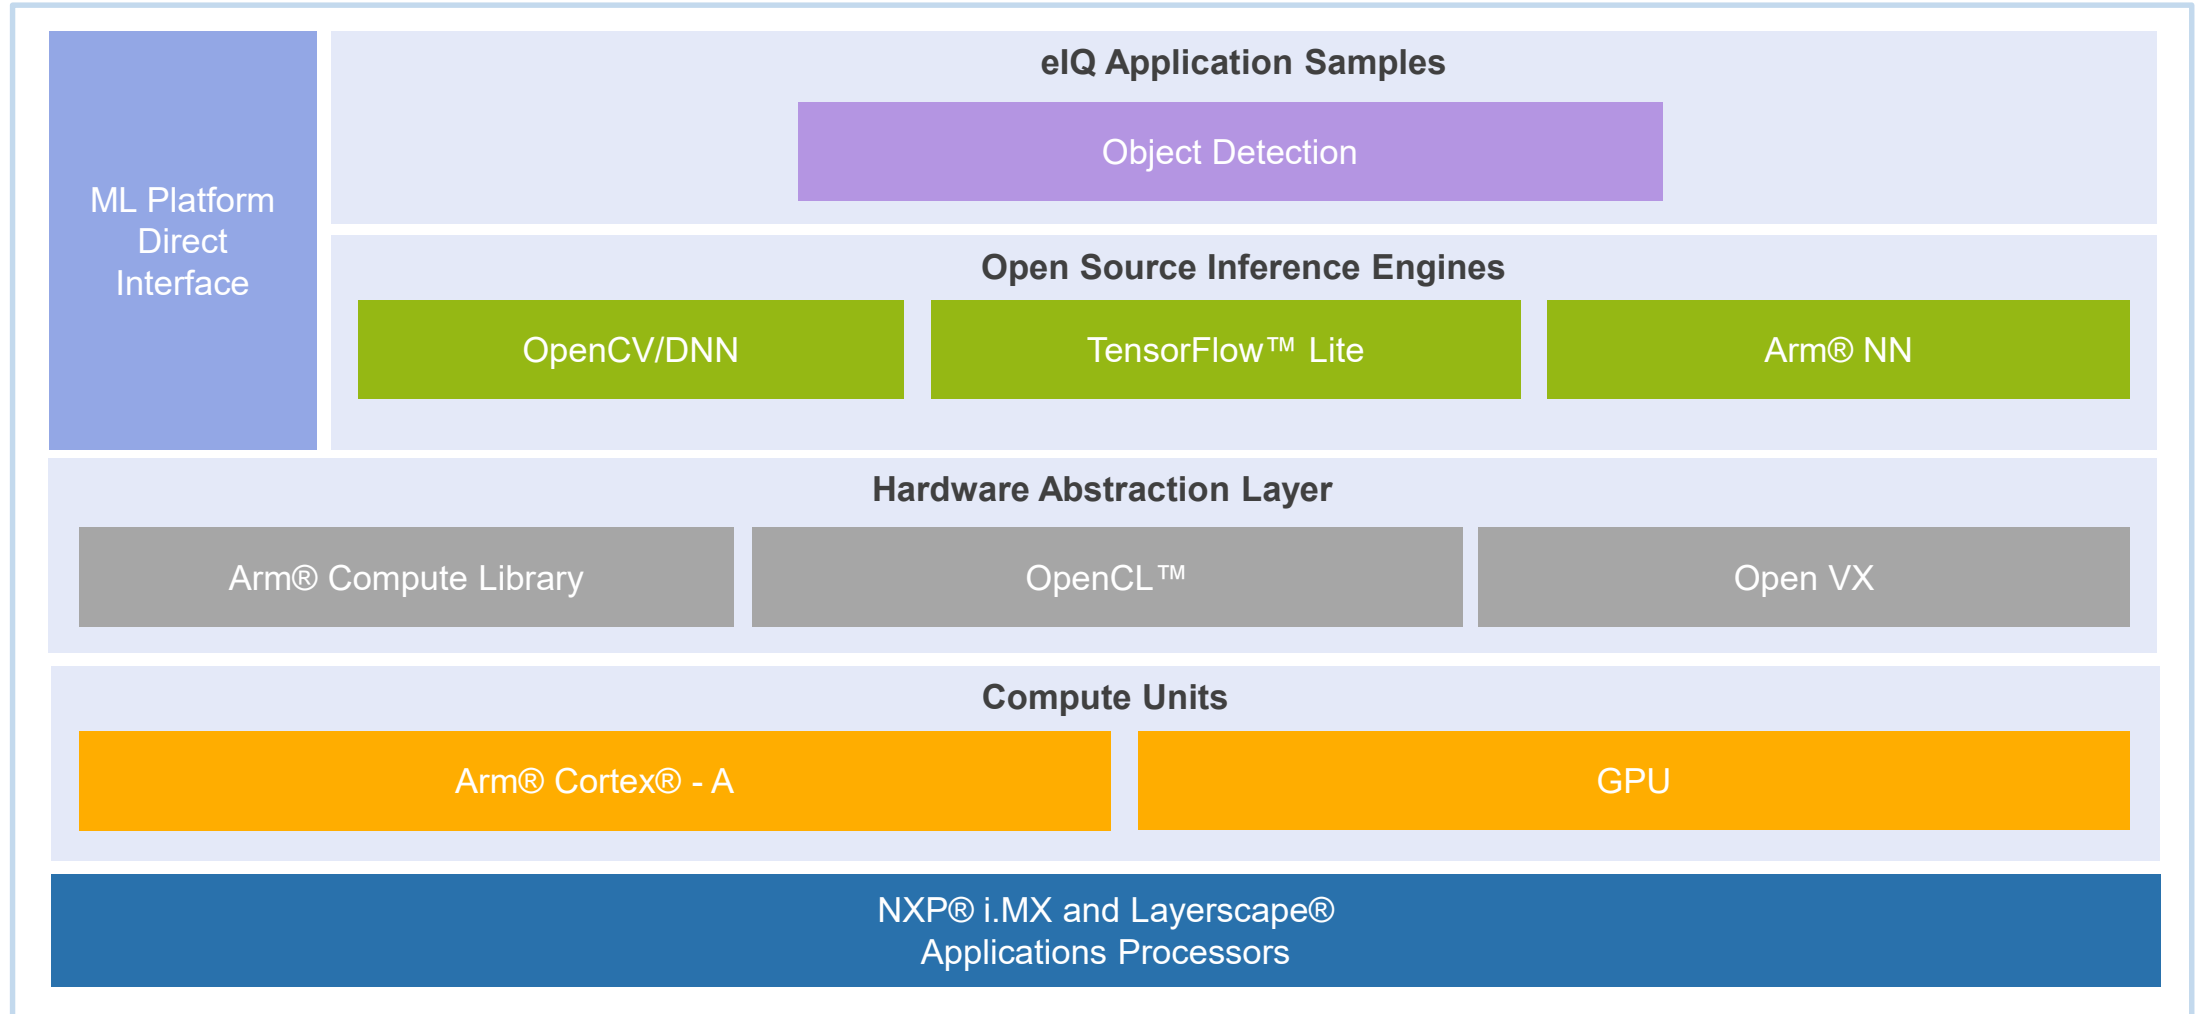 eIQ Application Samples
Object Detection
ML Platform
Direct
Interface
Open Source Inference Engines
OpenCV/DNN
TensorFlow™ Lite
Arm® NN
Hardware Abstraction Layer
Arm® Compute Library
OpenCL™
Open VX
Compute Units
Arm® Cortex® - A
GPU
NXP® i.MX and Layerscape®
Applications Processors